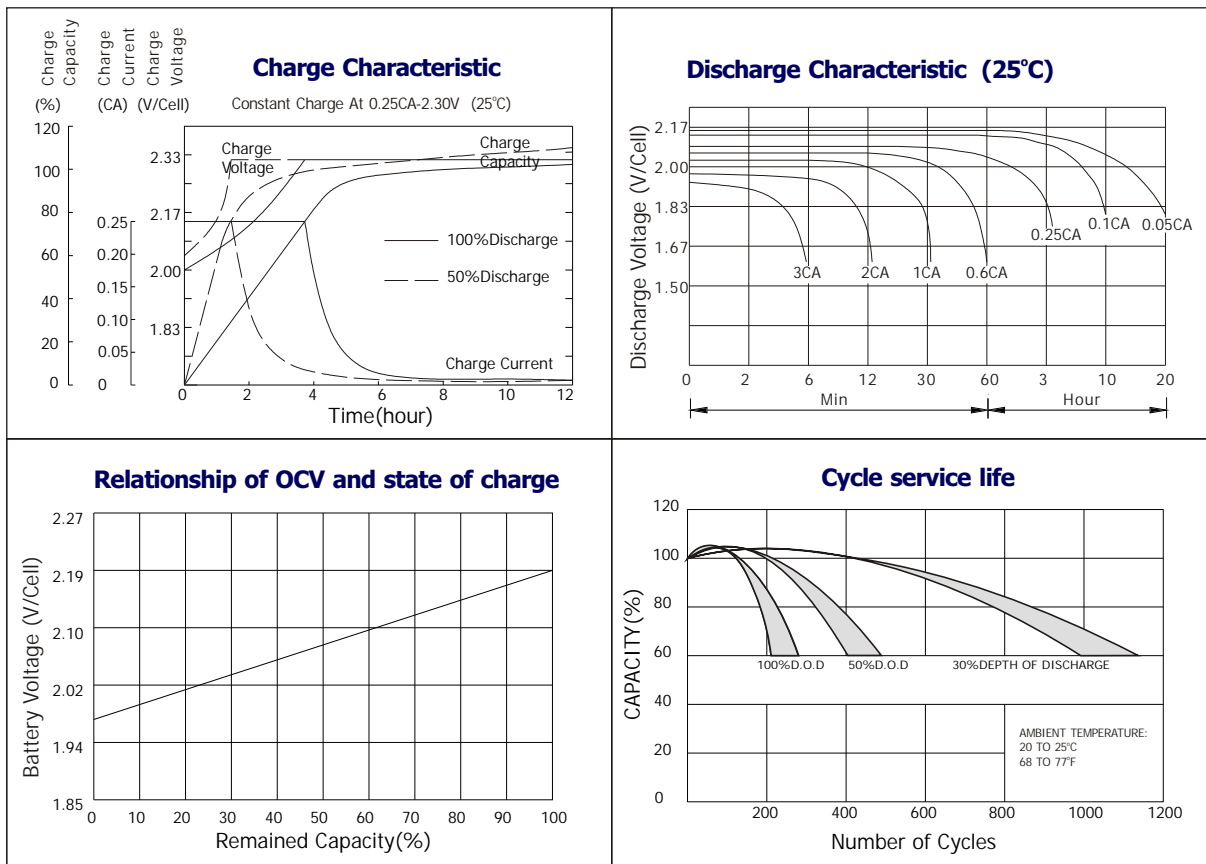 Charge
Capacity
Charge
Current
Charge
Voltage
Charge Characteristic
(%)
(CA)
(V/Cell)
Constant Charge At 0.25CA-2.30V (25°C)
120
100
80
60
40
20
0
0.25
0.20
0.15
0.10
0.05
0
2.33
2.17
2.00
1.83
Charge
Voltage
Charge
Capacity
100%Discharge
50%Discharge
Charge Current
0 2 4 6 8 10 12
Time(hour)
Discharge Characteristic (25°C)
Discharge Voltage (V/Cell)
2.17
2.00
1.83
1.67
1.50
3CA 2CA 1CA 0.6CA 0.25CA 0.1CA 0.05CA
0 2 6 12 30 60 3 10 20
Min Hour
Relationship of OCV and state of charge
Battery Voltage (V/Cell)
2.27
2.19
2.10
2.02
1.94
1.85
0 10 20 30 40 50 60 70 80 90 100
Remained Capacity(%)
Cycle service life
CAPACITY(%)
120
100
80
60
40
20
0
100%D.O.D 50%D.O.D 30%DEPTH OF DISCHARGE
AMBIENT TEMPERATURE:
20 TO 25°C
68 TO 77°F
200 400 600 800 1000 1200
Number of Cycles